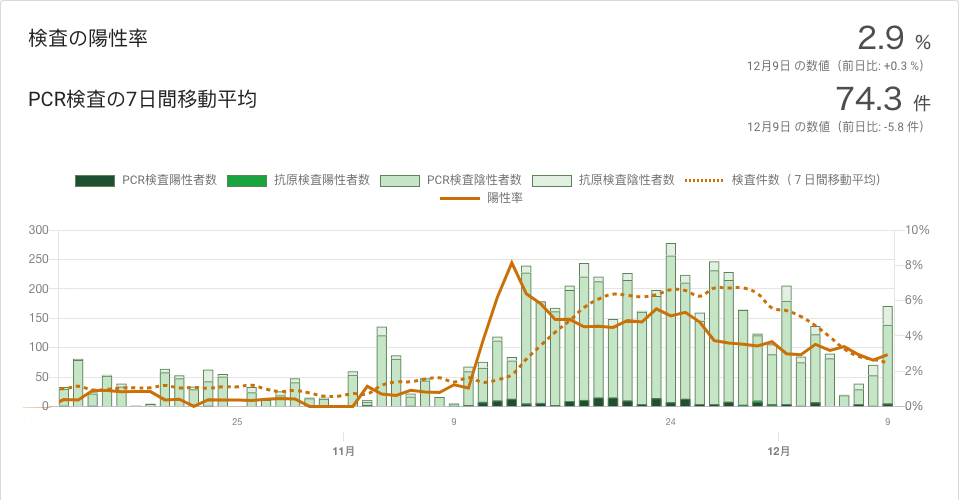 検査の陽性率
2.9 %
12月9日 の数値（前日比: +0.3 %）
PCR検査の7日間移動平均
74.3 件
12月9日 の数値（前日比: -5.8 件）
PCR検査陽性者数 抗原検査陽性者数 PCR検査陰性者数 抗原検査陰性者数 検査件数（７日間移動平均）
陽性率
300 10%
250 8%
200 6%
150 4%
100 2%
50 0%
0
25 9 24 9
11月 12月